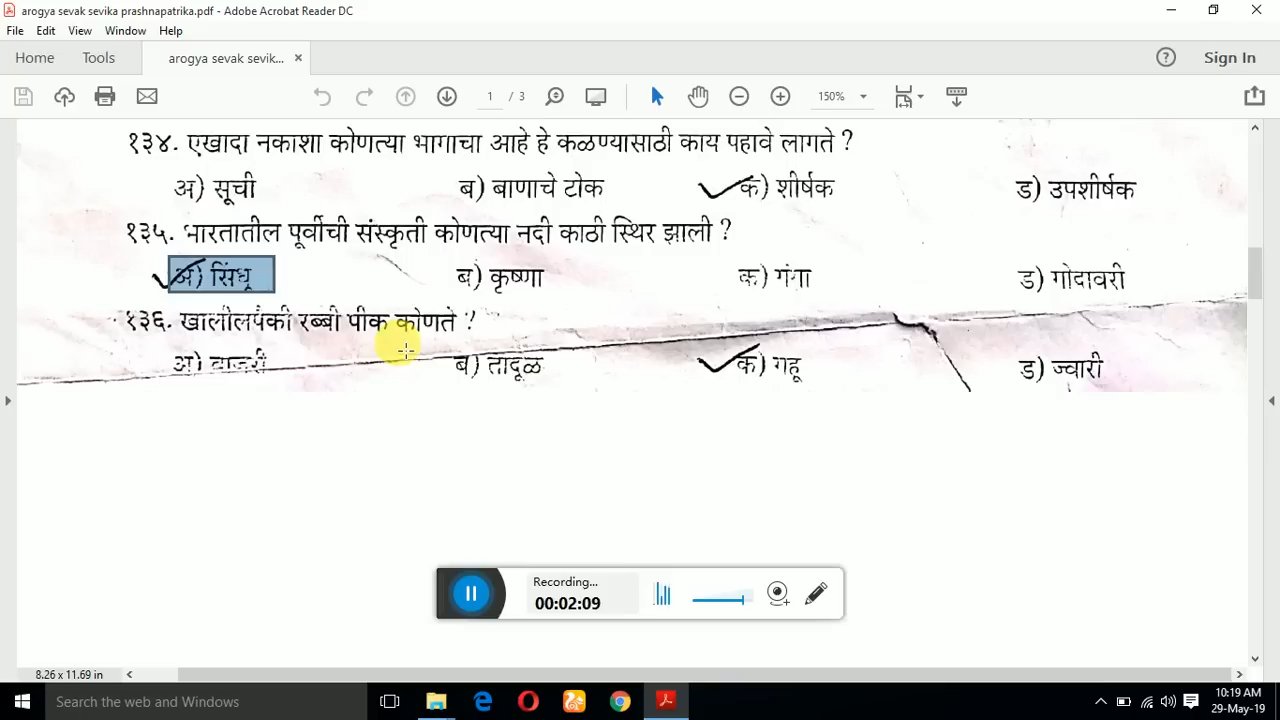 arogya sevak sevika prashnapatrika.pdf - Adobe Acrobat Reader DC
File Edit View Window Help
Home Tools arogya sevak sevik... × Sign In
1 / 3 150%
१३४. एखादा नकाशा कोणत्या भागाचा आहे हे कळण्यासाठी काय पहावे लागते ?
अ) सूची ब) बाणाचे टोक क) शीर्षक ड) उपशीर्षक
१३५. भारतातील पूर्वीची संस्कृती कोणत्या नदी काठी स्थिर झाली ?
अ) सिंधू ब) कृष्णा क) गंगा ड) गोदावरी
१३६. खालीलपैकी रब्बी पीक कोणते ?
अ) बाजरी ब) तादूळ क) गहू ड) ज्वारी
Recording...
00:02:09
8.26 x 11.69 in
Search the web and Windows
10:19 AM
29-May-19